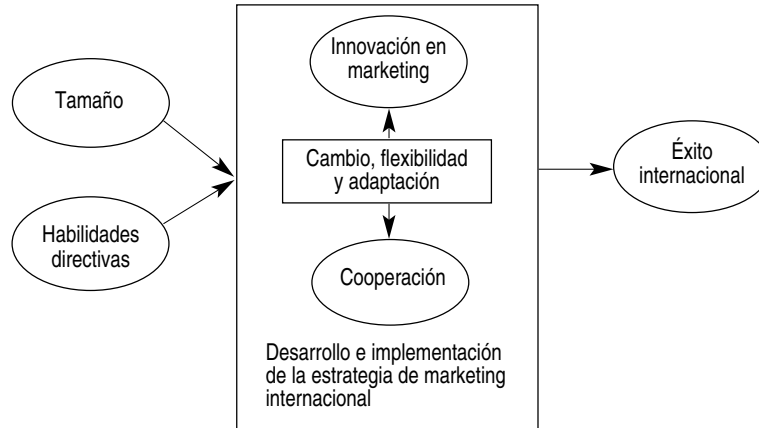 Innovación en
marketing
Tamaño
Cambio, flexibilidad
y adaptación
Éxito
internacional
Habilidades
directivas
Cooperación
Desarrollo e implementación
de la estrategia de marketing
internacional